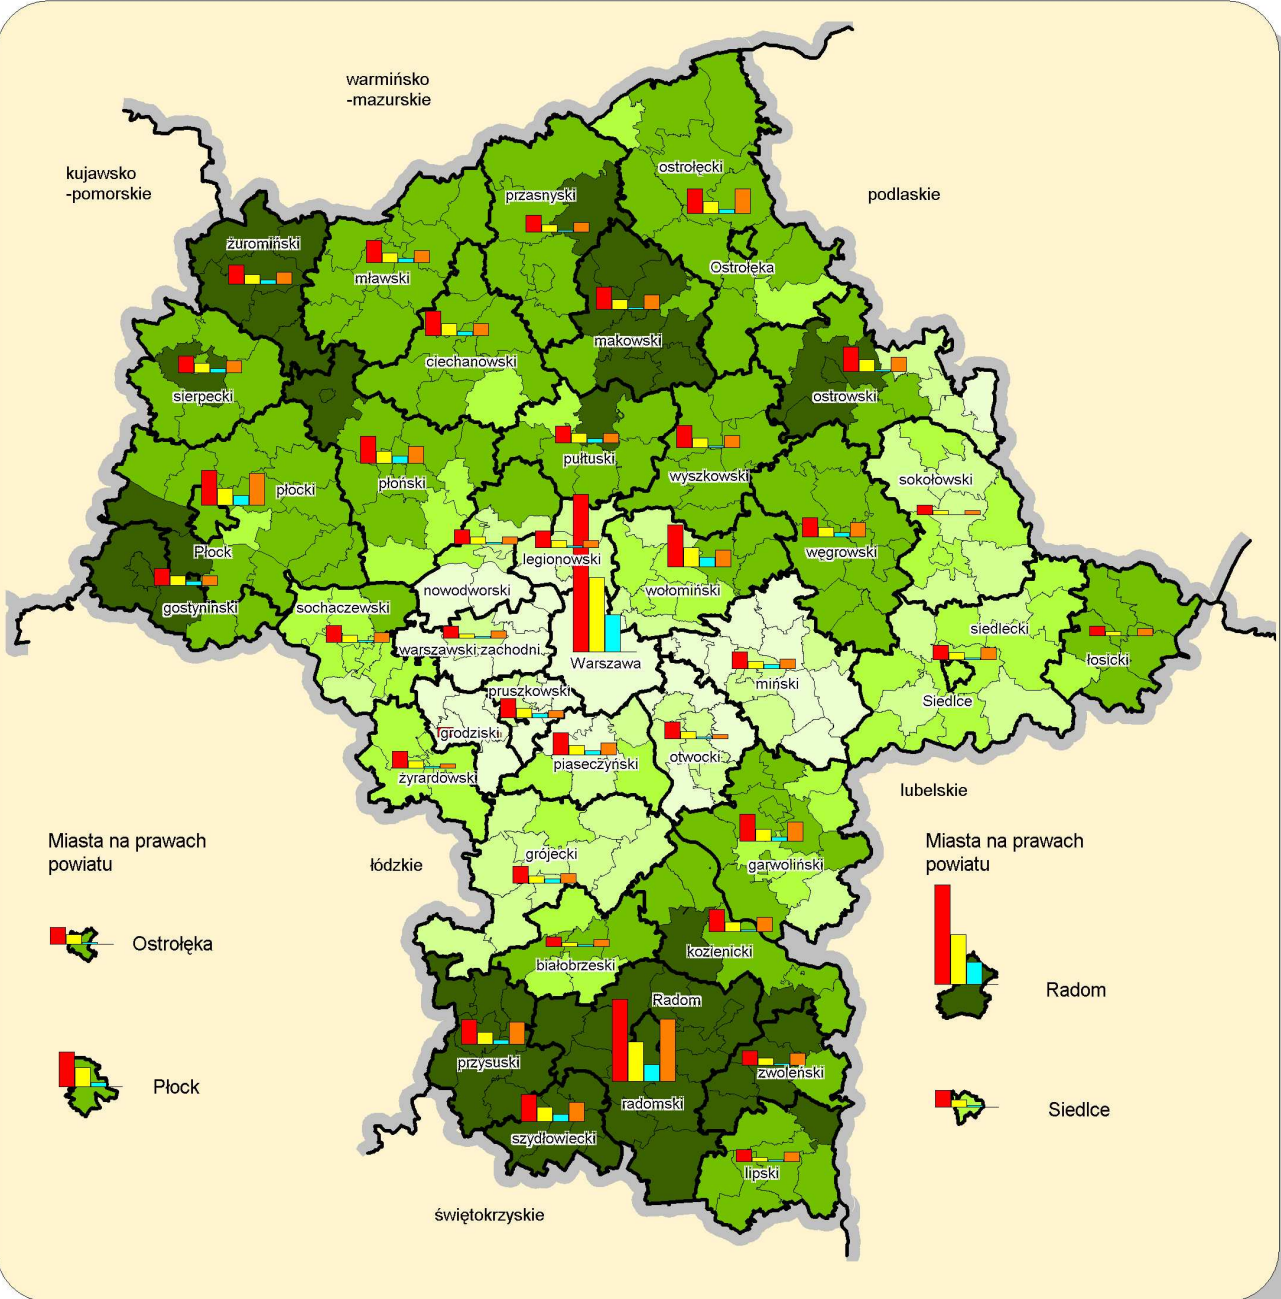 warmińsko
-mazurskie
kujawsko
-pomorskie
podlaskie
ostrołęcki
przasnyski
żuromiński
mławski
Ostrołęka
makowski
ciechanowski
sierpecki
ostrowski
pułtuski
wyszkowski
sokołowski
płocki
płoński
Płock
legionowski
węgrowski
nowodworski
wołomiński
gostyniński
sochaczewski
siedlecki
warszawski zachodni
Warszawa
łosicki
miński
pruszkowski
Siedlce
grodziski
otwocki
piaseczyński
żyrardowski
lubelskie
Miasta na prawach
powiatu
Miasta na prawach
powiatu
łódzkie
grójecki
garwoliński
Ostrołęka
kozienicki
białobrzeski
Radom
Radom
przysuski
zwoleński
Płock
radomski
Siedlce
szydłowiecki
lipski
świętokrzyskie